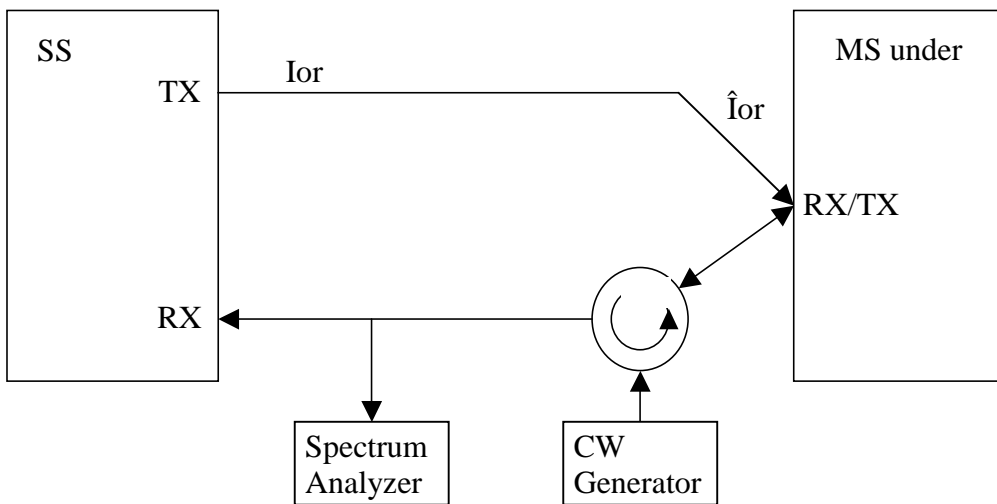 SS
MS under
TX
Ior
Îor
RX/TX
RX
Spectrum
Analyzer
CW
Generator